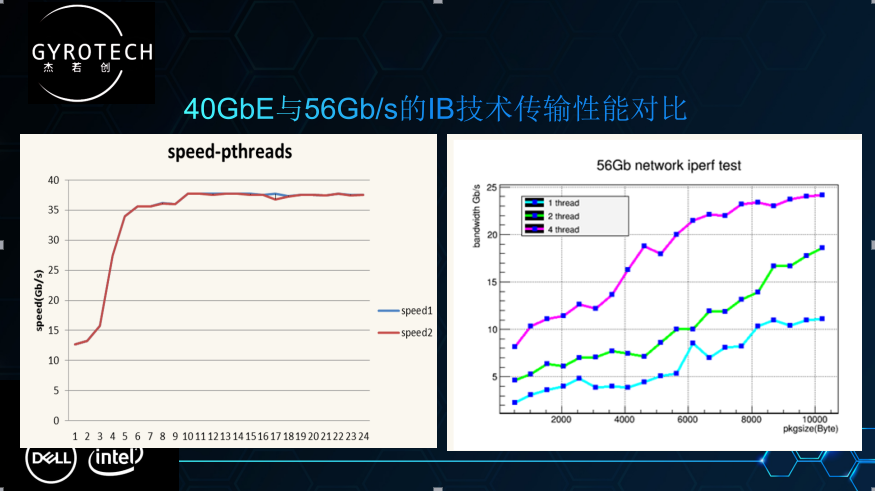 GYROTECH
杰 若 创
40GbE与56Gb/s的IB技术传输性能对比
speed-pthreads
40
35
30
25
20
15
10
5
0
speed(Gb/s)
1 2 3 4 5 6 7 8 9 10 11 12 13 14 15 16 17 18 19 20 21 22 23 24
speed1
speed2
56Gb network iperf test
bandwidth Gb/s
25
20
15
10
5
1 thread
2 thread
4 thread
2000 4000 6000 8000 10000
pkgsize(Byte)
DELL
intel